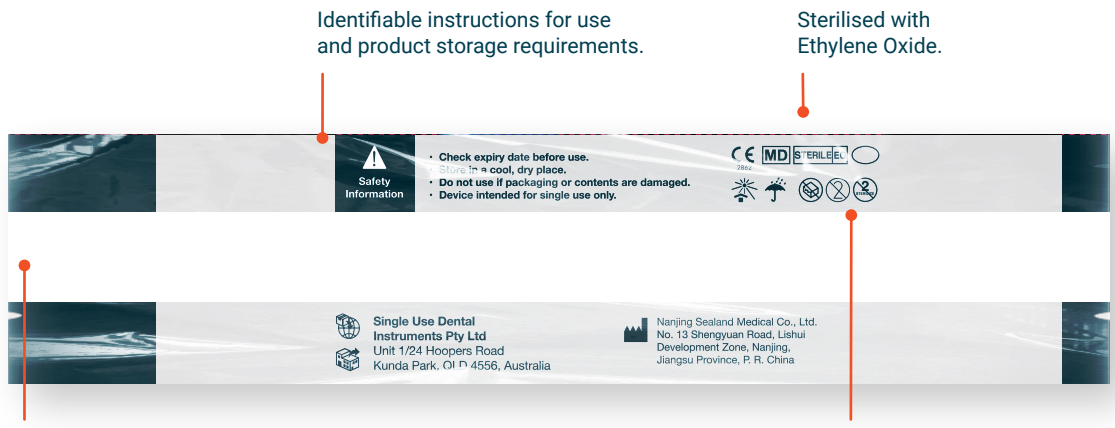 Identifiable instructions for use
and product storage requirements.
Sterilised with
Ethylene Oxide.
Safety
Information
· Check expiry date before use.
· Store in a cool, dry place.
· Do not use if packaging or contents are damaged.
· Device intended for single use only.
CE MD STERILE EO
2862
2 2
STERILIZE
Single Use Dental
Instruments Pty Ltd
Unit 1/24 Hoopers Road
Kunda Park, QLD 4556, Australia
Nanjing Sealand Medical Co., Ltd.
No. 13 Shengyuan Road, Lishui
Development Zone, Nanjing,
Jiangsu Province, P. R. China